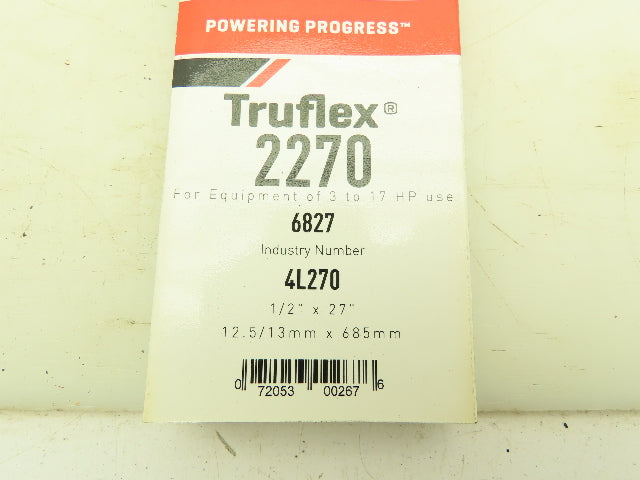 POWERING PROGRESS™
Truflex®
2270
For Equipment of 3 to 17 HP use
6827
Industry Number
4L270
1/2" x 27"
12.5/13mm x 685mm
0 72053 00267 6